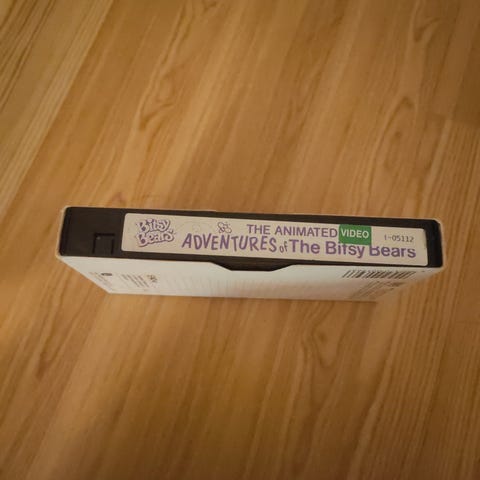 Bitsy
Bears
THE ANIMATED
ADVENTURES of The Bitsy Bears
VIDEO
1-05112